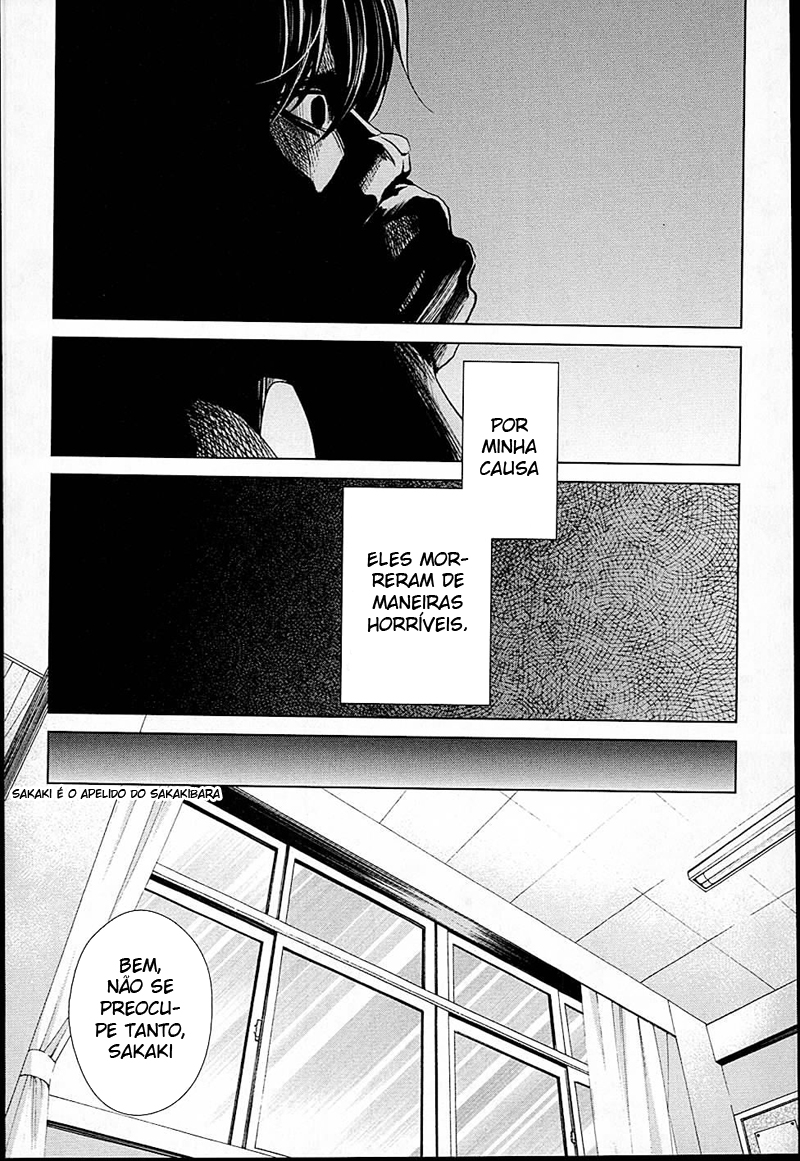 POR
MINHA
CAUSA
ELES MOR-
RERAM DE
MANEIRAS
HORRÍVEIS.
SAKAKI É O APELIDO DO SAKAKIBARA
BEM,
NÃO SE
PREOCU-
PE TANTO,
SAKAKI